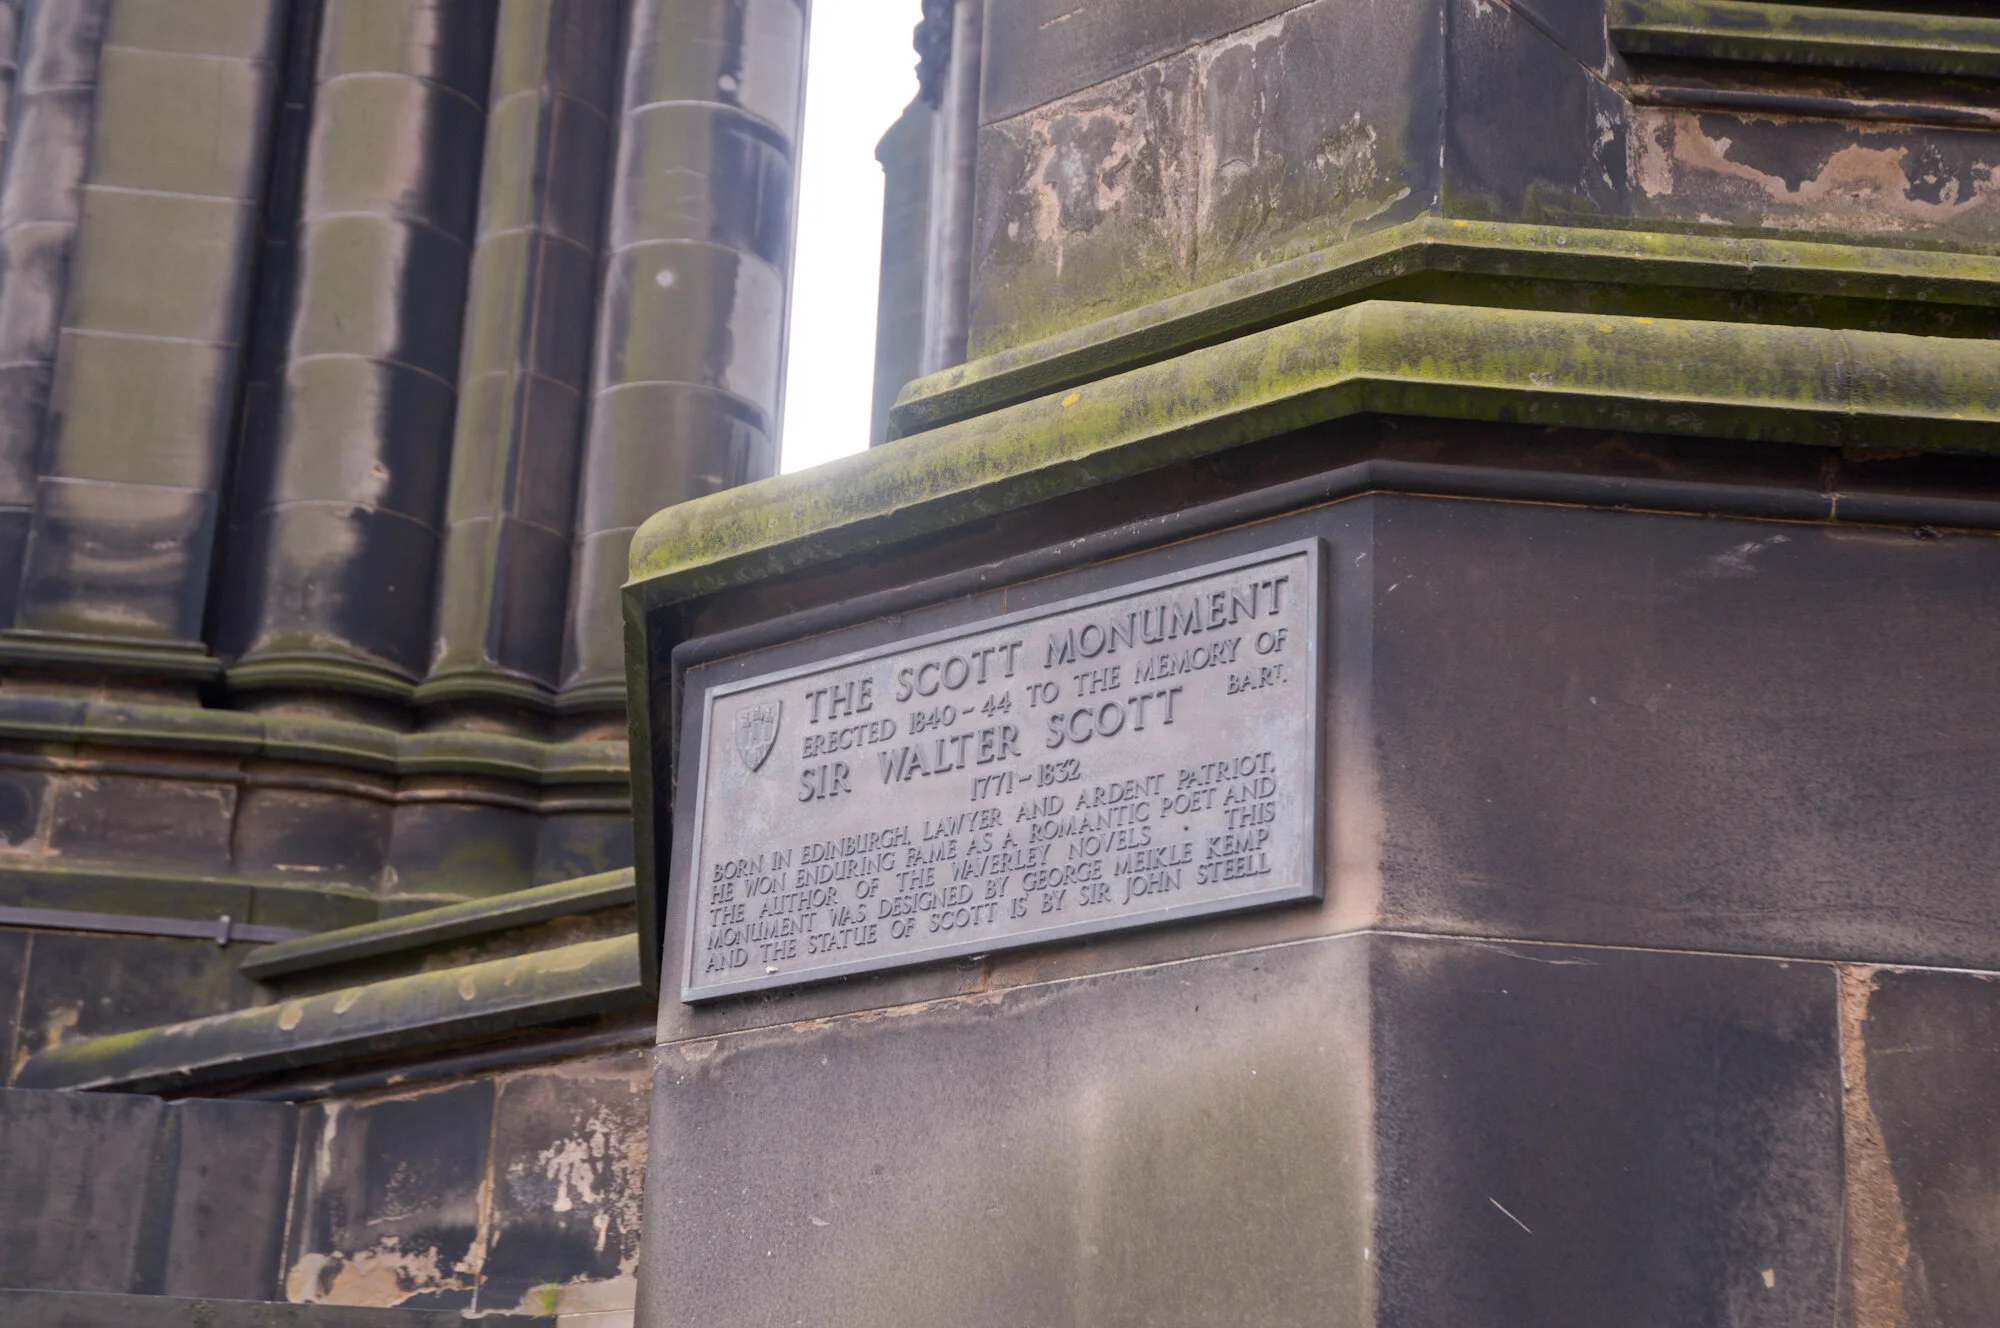 THE SCOTT MONUMENT
ERECTED 1840-44 TO THE MEMORY OF
SIR WALTER SCOTT BART.
1771-1832
BORN IN EDINBURGH, LAWYER AND ARDENT PATRIOT,
HE WON ENDURING FAME AS A ROMANTIC POET AND
THE AUTHOR OF THE WAVERLEY NOVELS . THIS
MONUMENT WAS DESIGNED BY GEORGE MEIKLE KEMP
AND THE STATUE OF SCOTT IS BY SIR JOHN STEELL